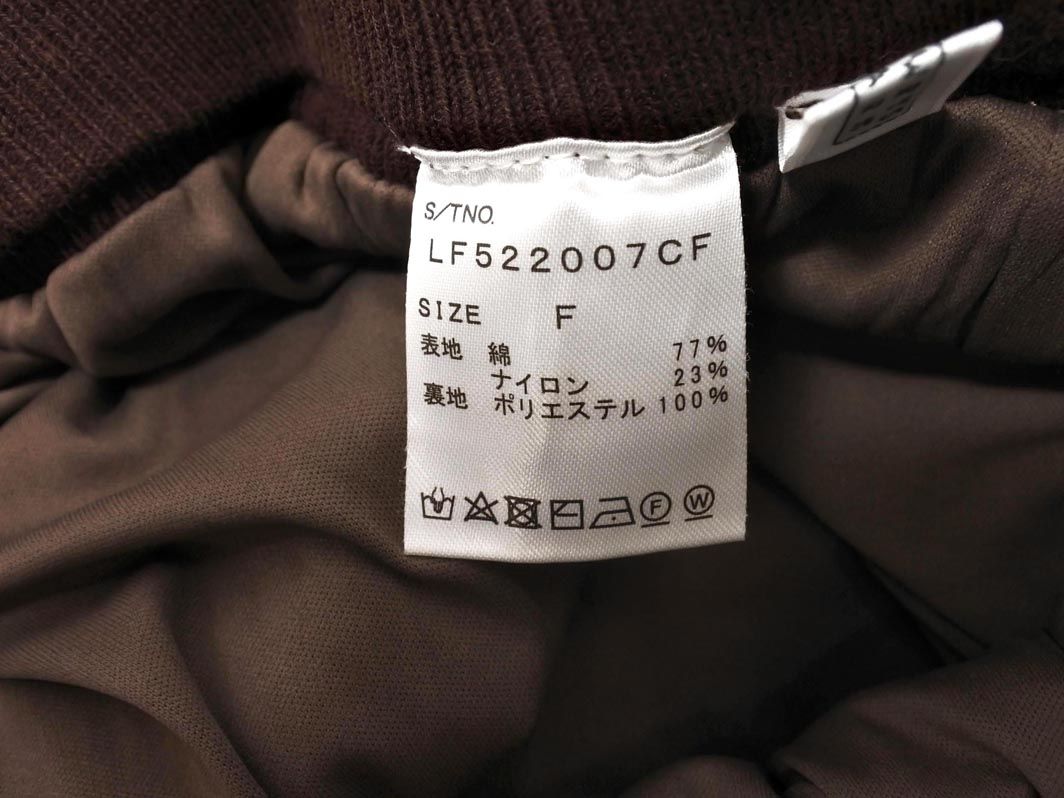 S/TNO.
LF522007CF
SIZE F
表地 綿 77%
ナイロン 23%
裏地 ポリエステル 100%
F W